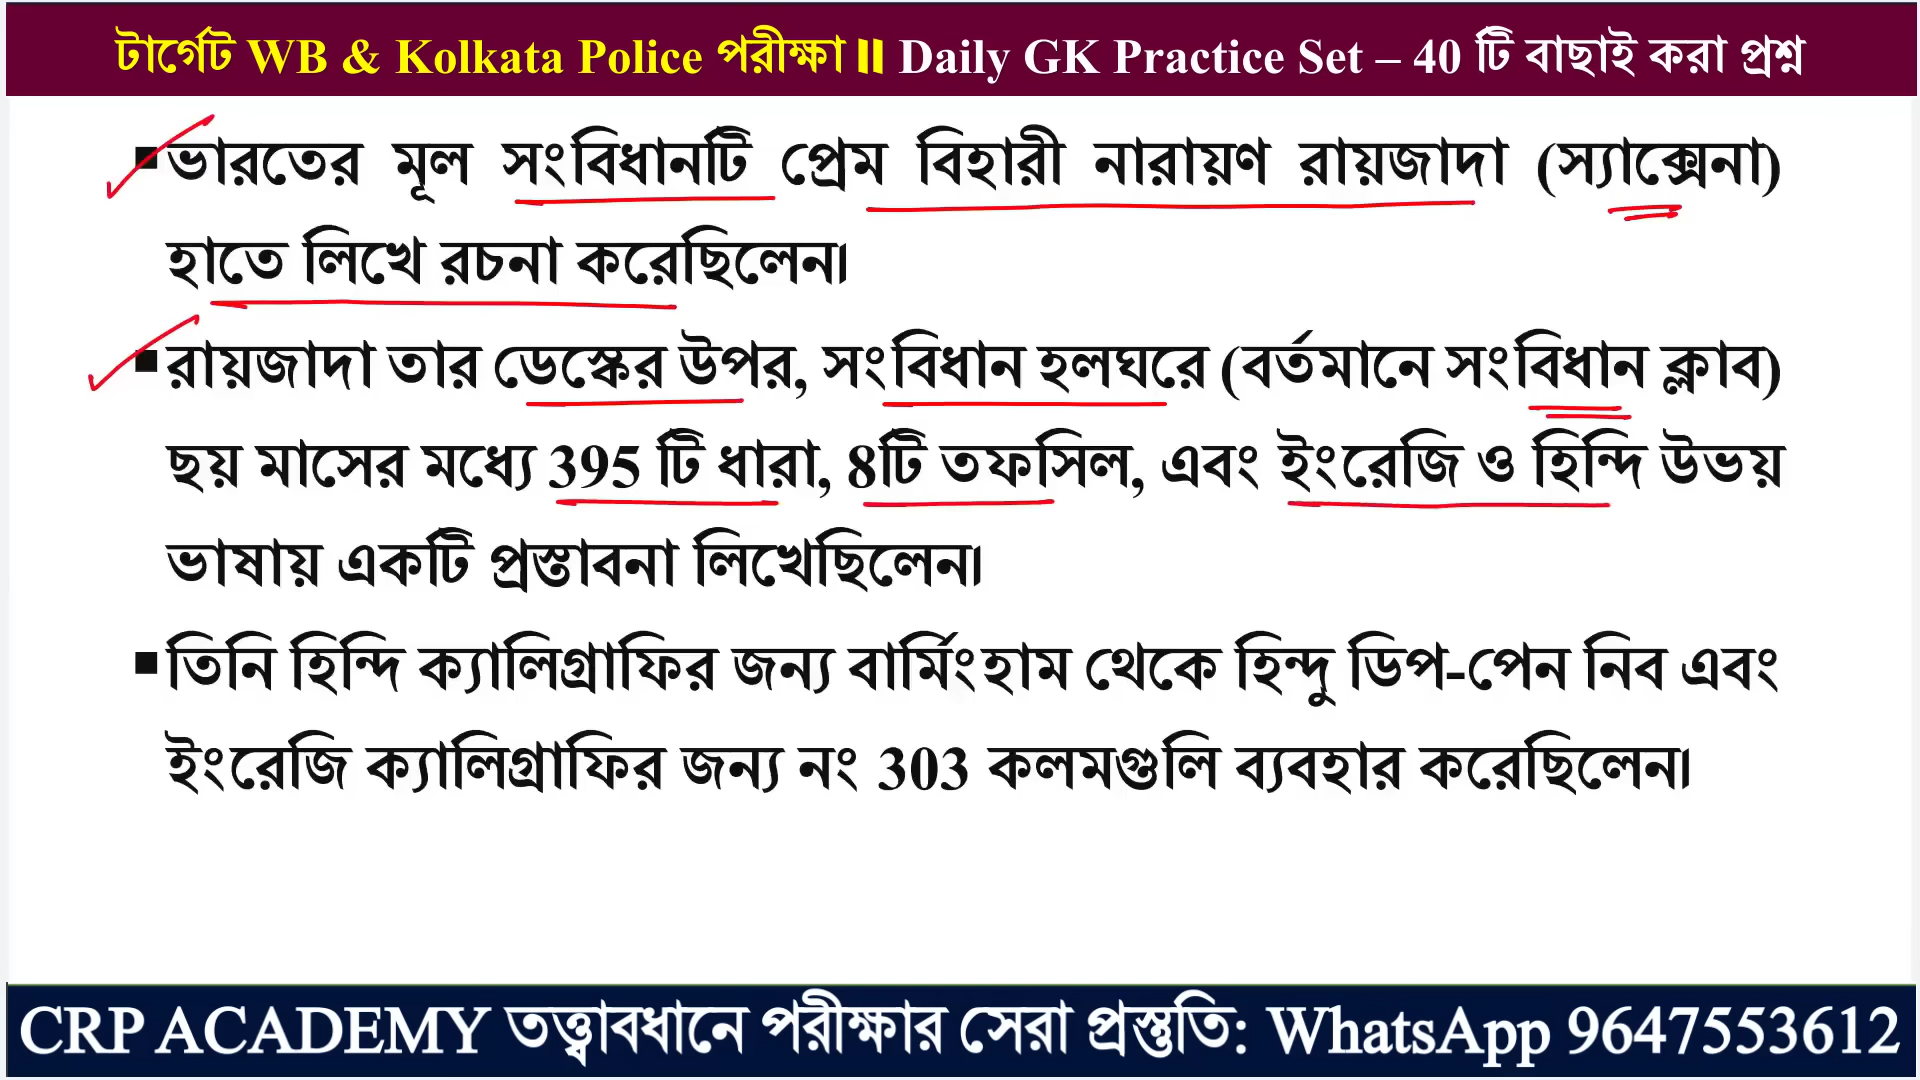 টার্গেট WB & Kolkata Police পরীক্ষা॥ Daily GK Practice Set – 40 টি বাছাই করা প্রশ্ন
▪ভারতের মূল সংবিধানটি প্রেম বিহারী নারায়ণ রায়জাদা (স্যাক্সেনা)
হাতে লিখে রচনা করেছিলেন।
▪রায়জাদা তার ডেস্কের উপর, সংবিধান হলঘরে (বর্তমানে সংবিধান ক্লাব)
ছয় মাসের মধ্যে 395 টি ধারা, 8টি তফসিল, এবং ইংরেজি ও হিন্দি উভয়
ভাষায় একটি প্রস্তাবনা লিখেছিলেন।
▪তিনি হিন্দি ক্যালিগ্রাফির জন্য বার্মিংহাম থেকে হিন্দু ডিপ-পেন নিব এবং
ইংরেজি ক্যালিগ্রাফির জন্য নং 303 কলমগুলি ব্যবহার করেছিলেন।
CRP ACADEMY তত্ত্বাবধানে পরীক্ষার সেরা প্রস্তুতি: WhatsApp 9647553612